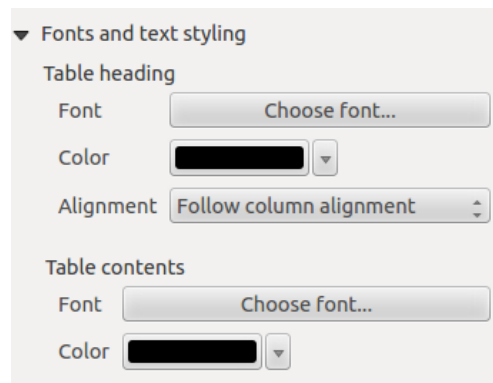 Fonts and text styling
Table heading
Font Choose font...
Color
Alignment Follow column alignment
Table contents
Font Choose font...
Color